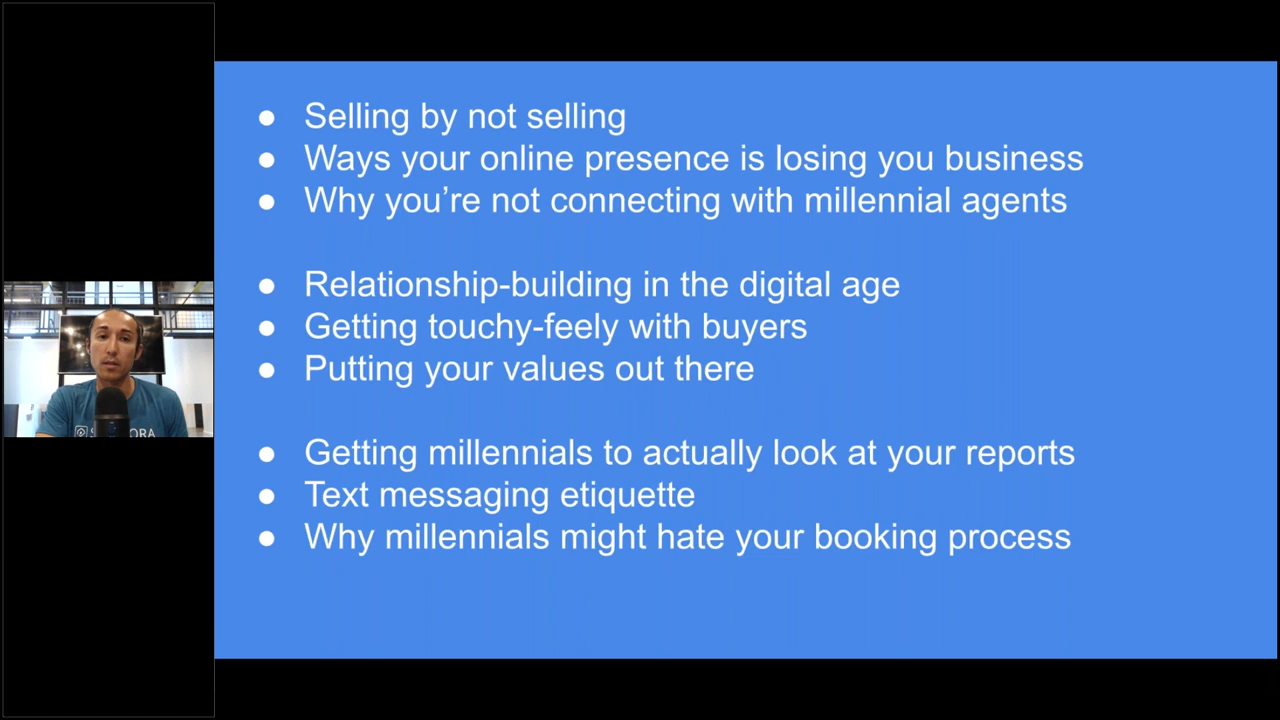 ● Selling by not selling
● Ways your online presence is losing you business
● Why you’re not connecting with millennial agents
● Relationship-building in the digital age
● Getting touchy-feely with buyers
● Putting your values out there
● Getting millennials to actually look at your reports
● Text messaging etiquette
● Why millennials might hate your booking process